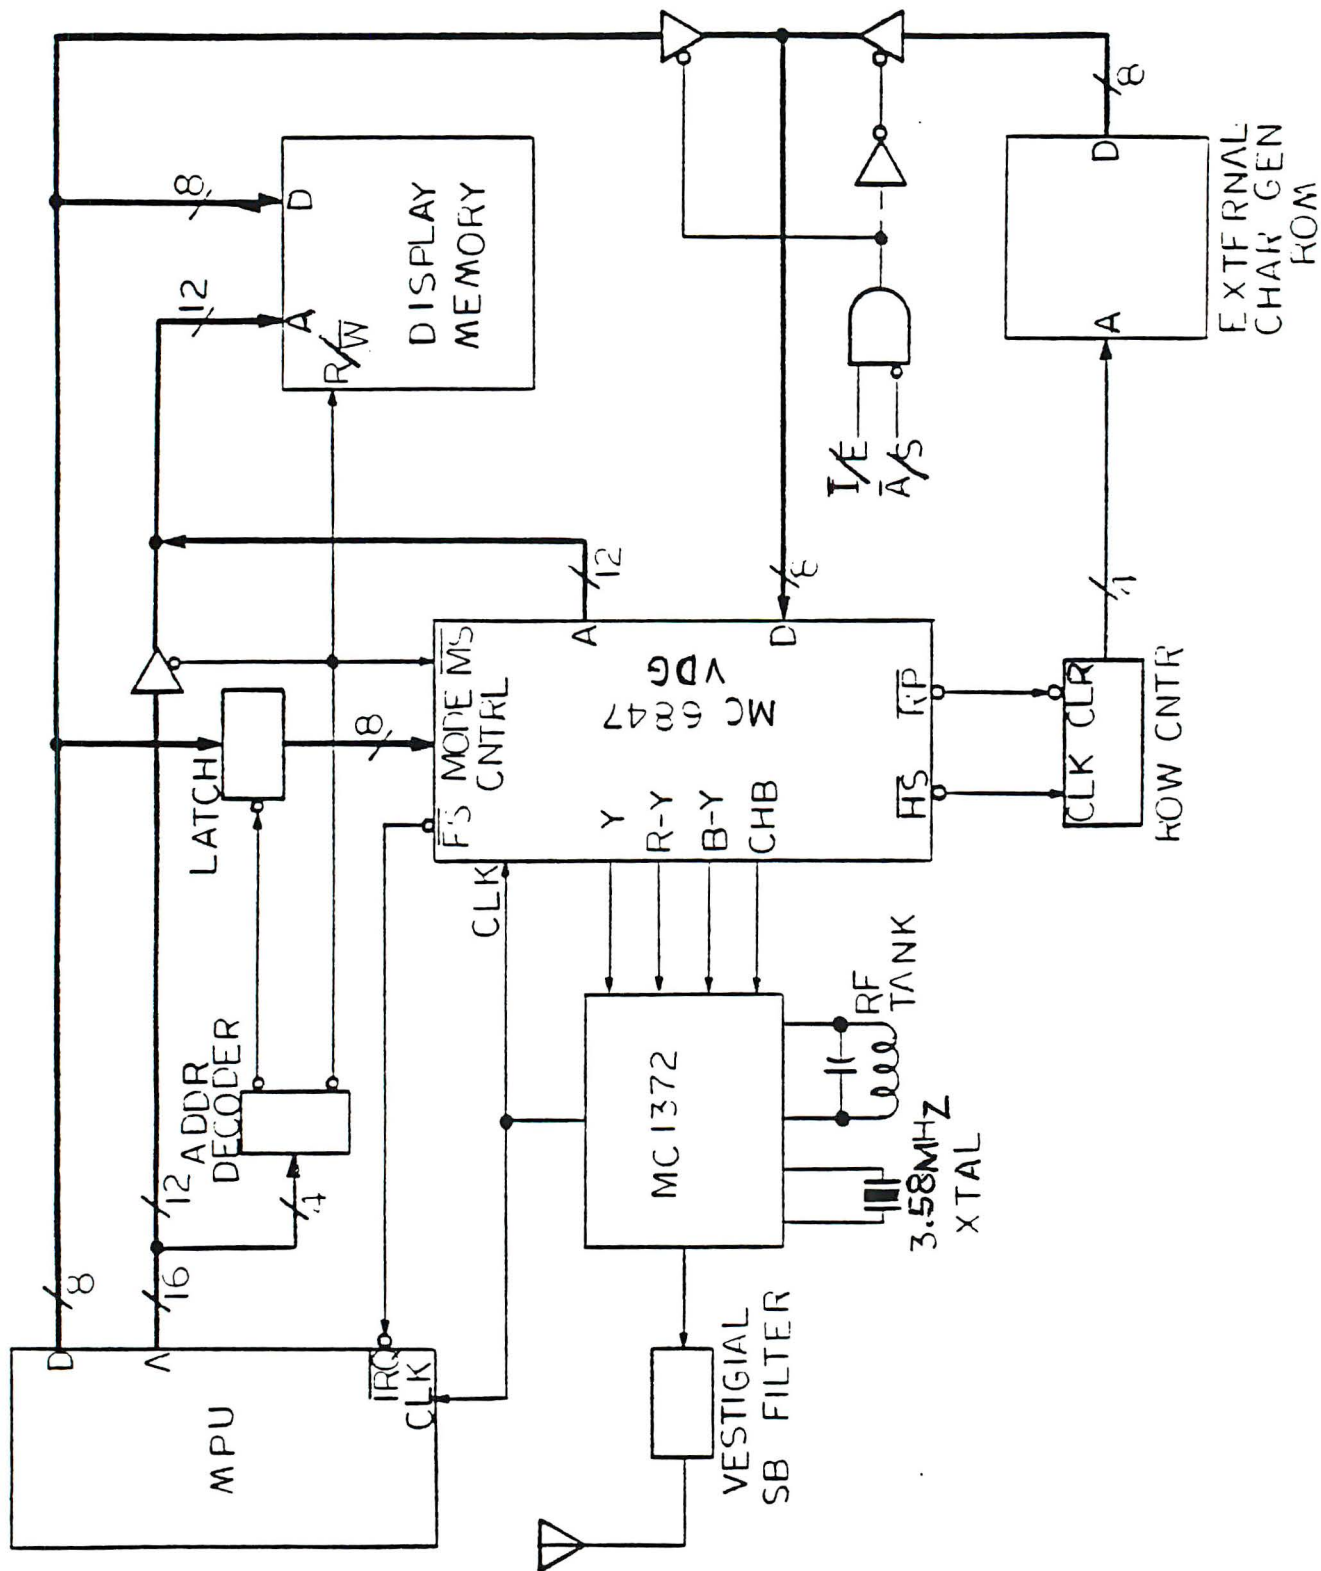 MPU
D
A
IRQ
CLK
8
16
12
4
ADDR
DECODER
LATCH
8
FS
MODE
CNTRL
MS
CLK
MC 6847
VDG
Y
R-Y
B-Y
CHB
HS
RP
A
12
D
8
8
12
D
A
R/W
DISPLAY
MEMORY
I/E
A/S
MC1372
RF
TANK
3.58MHZ
XTAL
VESTIGIAL
SB FILTER
CLK
CLR
ROW CNTR
4
A
D
8
EXTERNAL
CHAR GEN
ROM